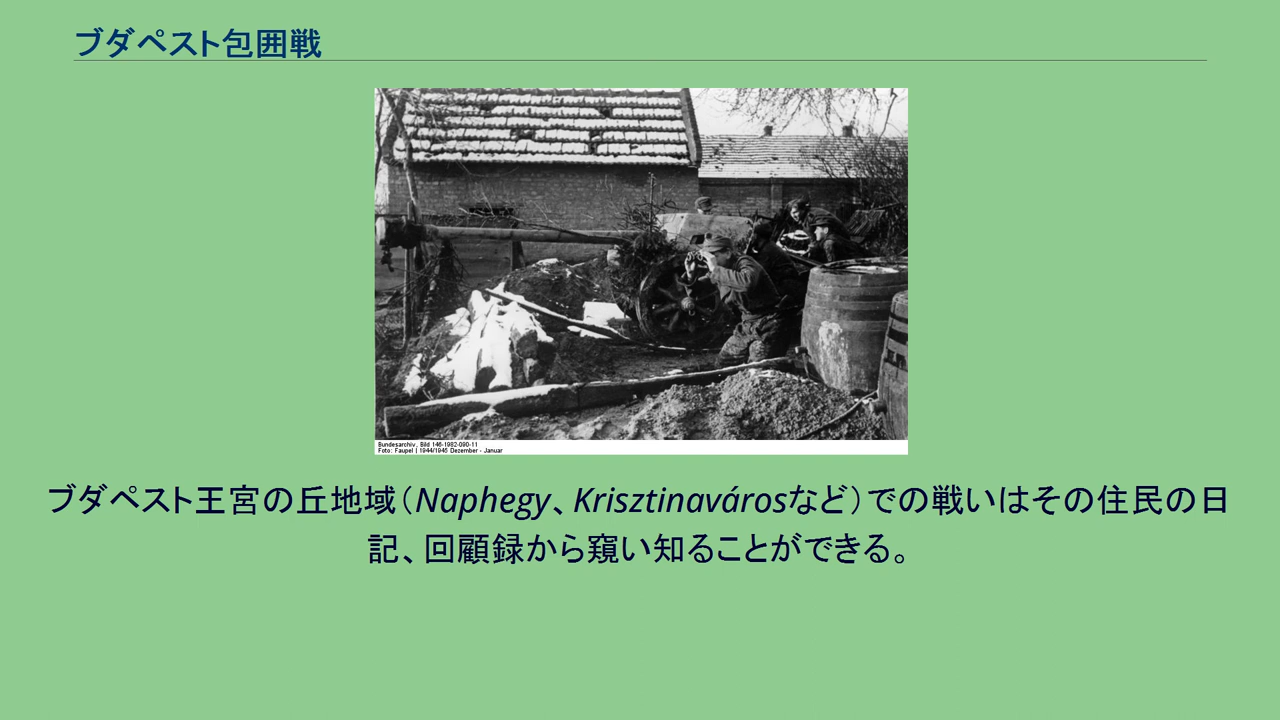 ブダペスト包囲戦
Bundesarchiv, Bild 146-1982-090-11
Foto: Faupel | 1944/1945 Dezember - Januar
ブダペスト王宮の丘地域（Naphegy、Krisztinavárosなど）での戦いはその住民の日
記、回顧録から窺い知ることができる。